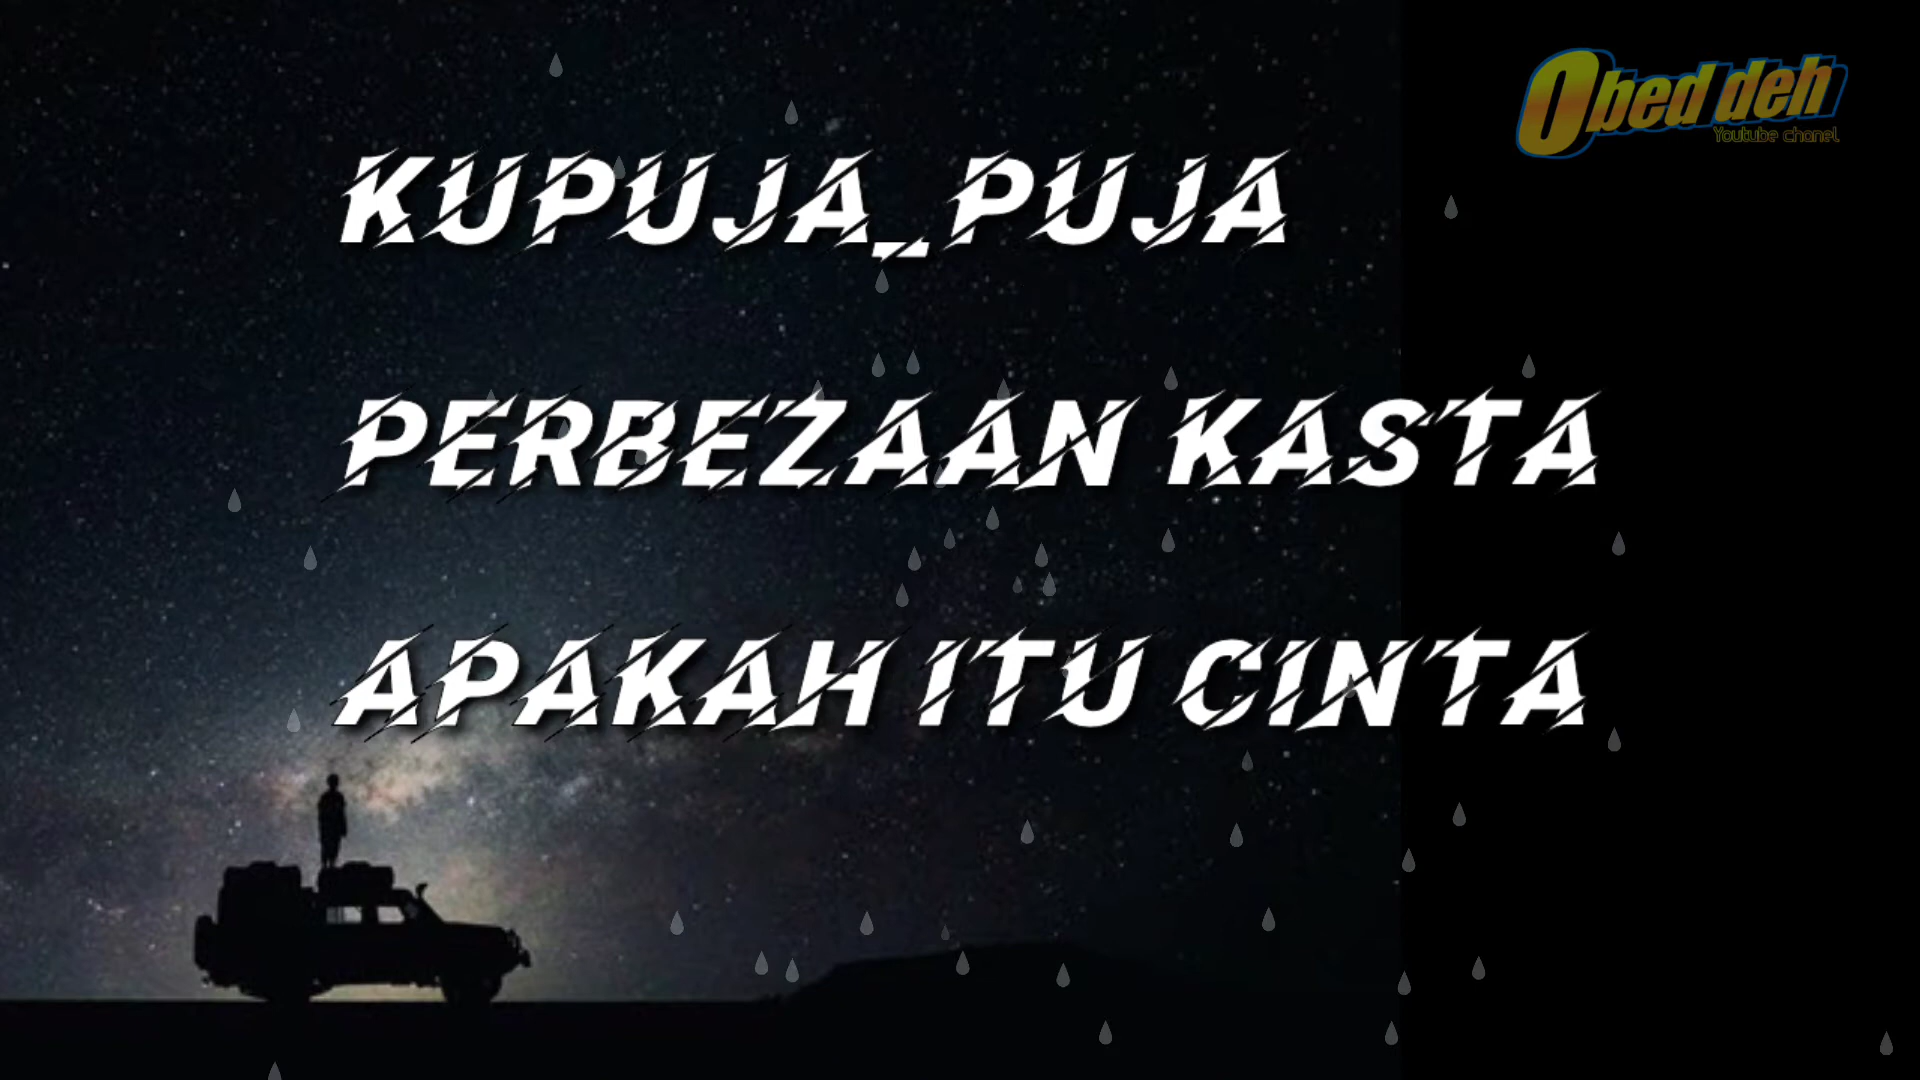 Obed deh
Youtube chanel
KUPUJA_PUJA
PERBEZAAN KASTA
APAKAH ITU CINTA